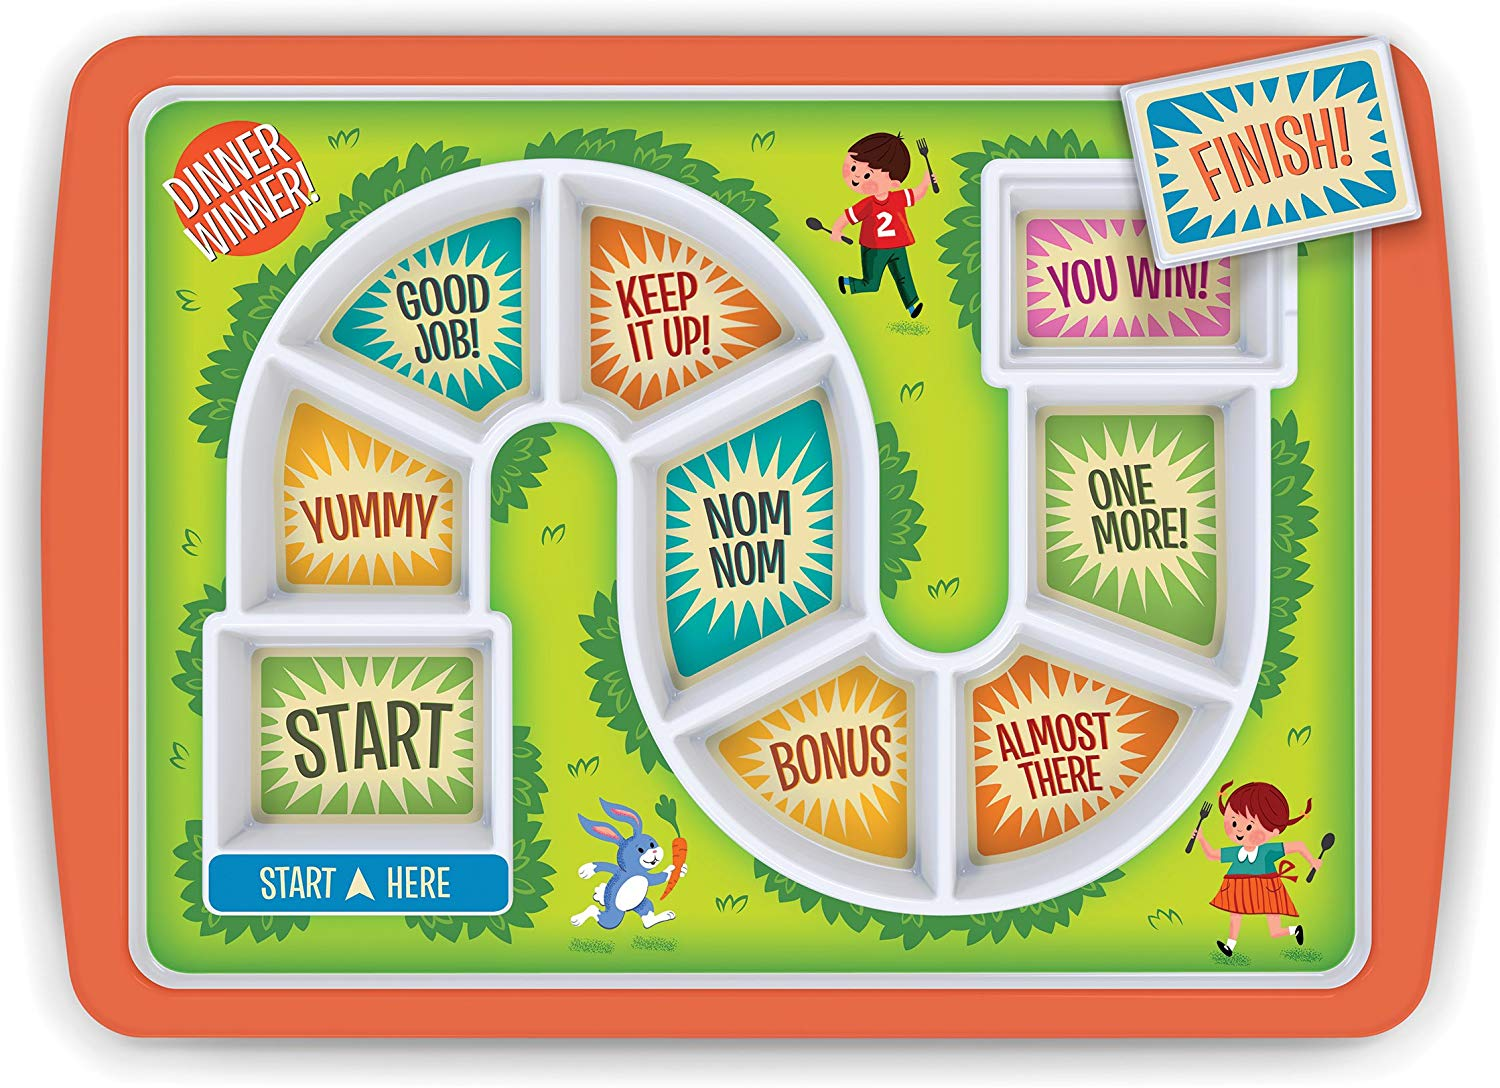 DINNER
WINNER!
START HERE
START
YUMMY
GOOD
JOB!
KEEP
IT UP!
2
NOM
NOM
BONUS
ALMOST
THERE
ONE
MORE!
YOU WIN!
FINISH!